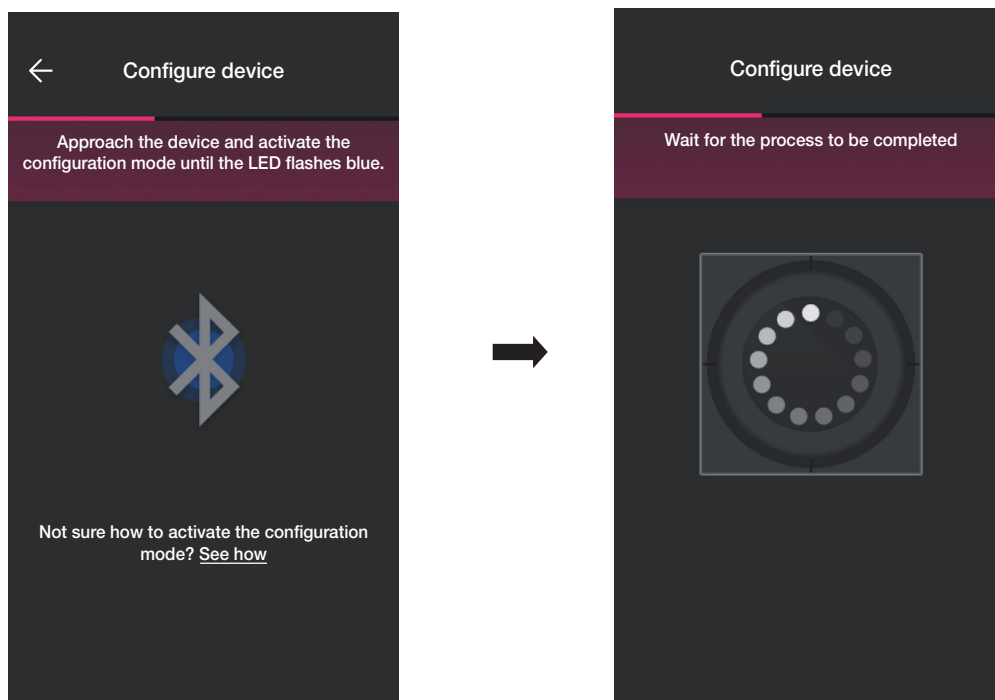 Configure device
Approach the device and activate the
configuration mode until the LED flashes blue.
Not sure how to activate the configuration
mode? See how
Configure device
Wait for the process to be completed